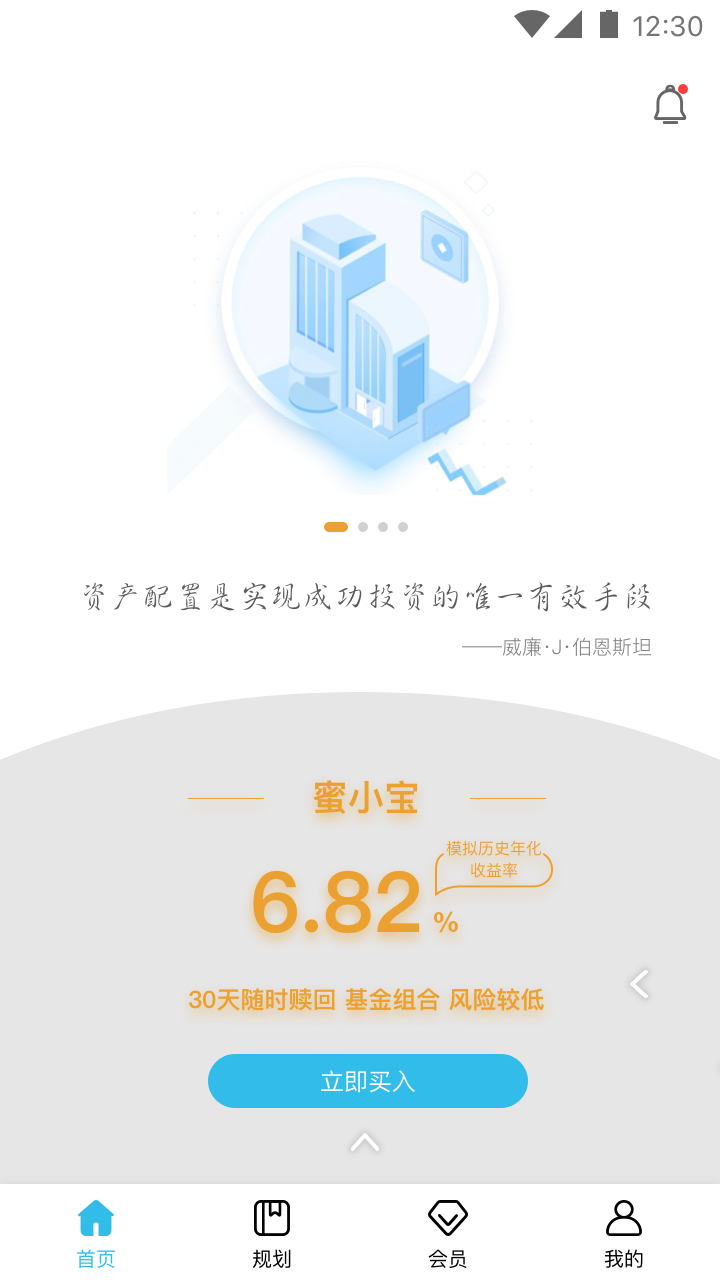 12:30
资产配置是实现成功投资的唯一有效手段
——威廉·J·伯恩斯坦
蜜小宝
模拟历史年化
收益率
6.82 %
30天随时赎回 基金组合 风险较低
立即买入
首页 规划 会员 我的